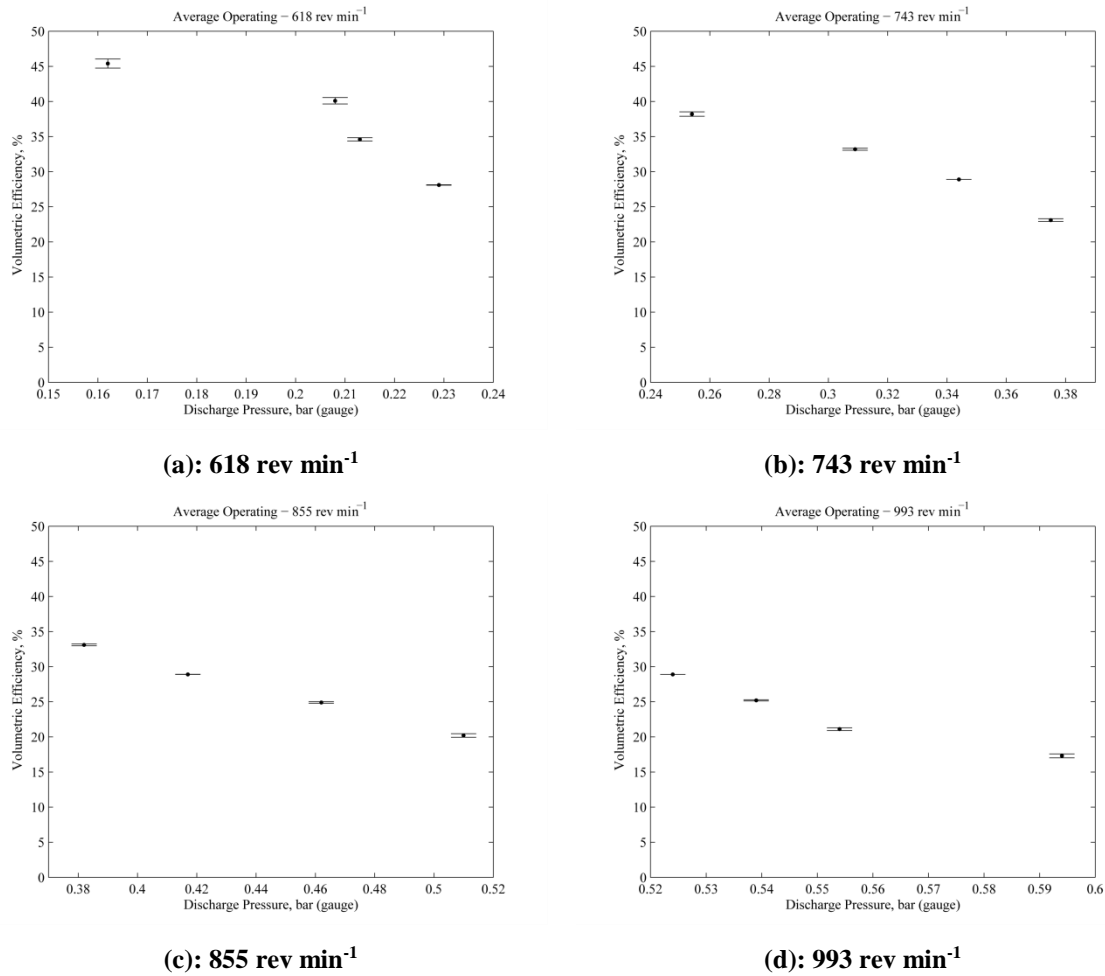 Average Operating − 618 rev min⁻¹
50
45
40
35
30
25
20
15
10
5
0
Volumetric Efficiency, %
0.15 0.16 0.17 0.18 0.19 0.2 0.21 0.22 0.23 0.24
Discharge Pressure, bar (gauge)
(a): 618 rev min⁻¹
Average Operating − 743 rev min⁻¹
50
45
40
35
30
25
20
15
10
5
0
Volumetric Efficiency, %
0.24 0.26 0.28 0.3 0.32 0.34 0.36 0.38
Discharge Pressure, bar (gauge)
(b): 743 rev min⁻¹
Average Operating − 855 rev min⁻¹
50
45
40
35
30
25
20
15
10
5
0
Volumetric Efficiency, %
0.38 0.4 0.42 0.44 0.46 0.48 0.5 0.52
Discharge Pressure, bar (gauge)
(c): 855 rev min⁻¹
Average Operating − 993 rev min⁻¹
50
45
40
35
30
25
20
15
10
5
0
Volumetric Efficiency, %
0.52 0.53 0.54 0.55 0.56 0.57 0.58 0.59 0.6
Discharge Pressure, bar (gauge)
(d): 993 rev min⁻¹